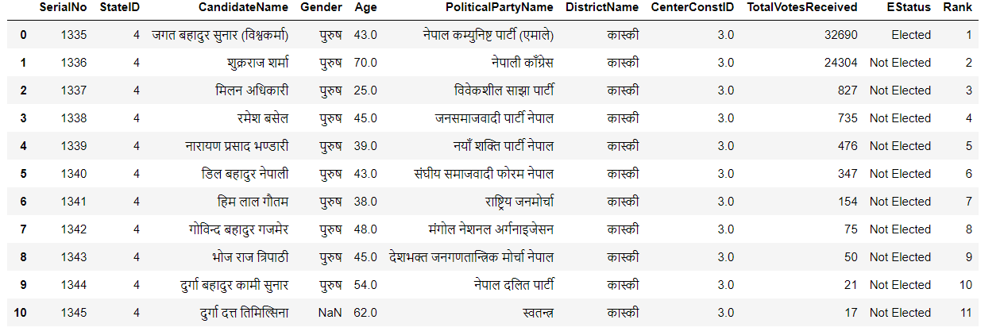 SerialNo StateID CandidateName Gender Age PoliticalPartyName DistrictName CenterConstID TotalVotesReceived EStatus Rank
0 1335 4 जगत बहादुर सुनार (विश्वकर्मा) पुरुष 43.0 नेपाल कम्युनिष्ट पार्टी (एमाले) कास्की 3.0 32690 Elected 1
1 1336 4 शुक्रराज शर्मा पुरुष 70.0 नेपाली काँग्रेस कास्की 3.0 24304 Not Elected 2
2 1337 4 मिलन अधिकारी पुरुष 25.0 विवेकशील साझा पार्टी कास्की 3.0 827 Not Elected 3
3 1338 4 रमेश बसेल पुरुष 45.0 जनसमाजवादी पार्टी नेपाल कास्की 3.0 735 Not Elected 4
4 1339 4 नारायण प्रसाद भण्डारी पुरुष 39.0 नयाँ शक्ति पार्टी नेपाल कास्की 3.0 476 Not Elected 5
5 1340 4 डिल बहादुर नेपाली पुरुष 43.0 संघीय समाजवादी फोरम नेपाल कास्की 3.0 347 Not Elected 6
6 1341 4 हिम लाल गौतम पुरुष 38.0 राष्ट्रिय जनमोर्चा कास्की 3.0 154 Not Elected 7
7 1342 4 गोविन्द बहादुर गजमेर पुरुष 48.0 मंगोल नेशनल अर्गनाइजेसन कास्की 3.0 75 Not Elected 8
8 1343 4 भोज राज त्रिपाठी पुरुष 45.0 देशभक्त जनगणतान्त्रिक मोर्चा नेपाल कास्की 3.0 50 Not Elected 9
9 1344 4 दुर्गा बहादुर कामी सुनार पुरुष 54.0 नेपाल दलित पार्टी कास्की 3.0 21 Not Elected 10
10 1345 4 दुर्गा दत्त तिमिल्सिना NaN 62.0 स्वतन्त्र कास्की 3.0 17 Not Elected 11